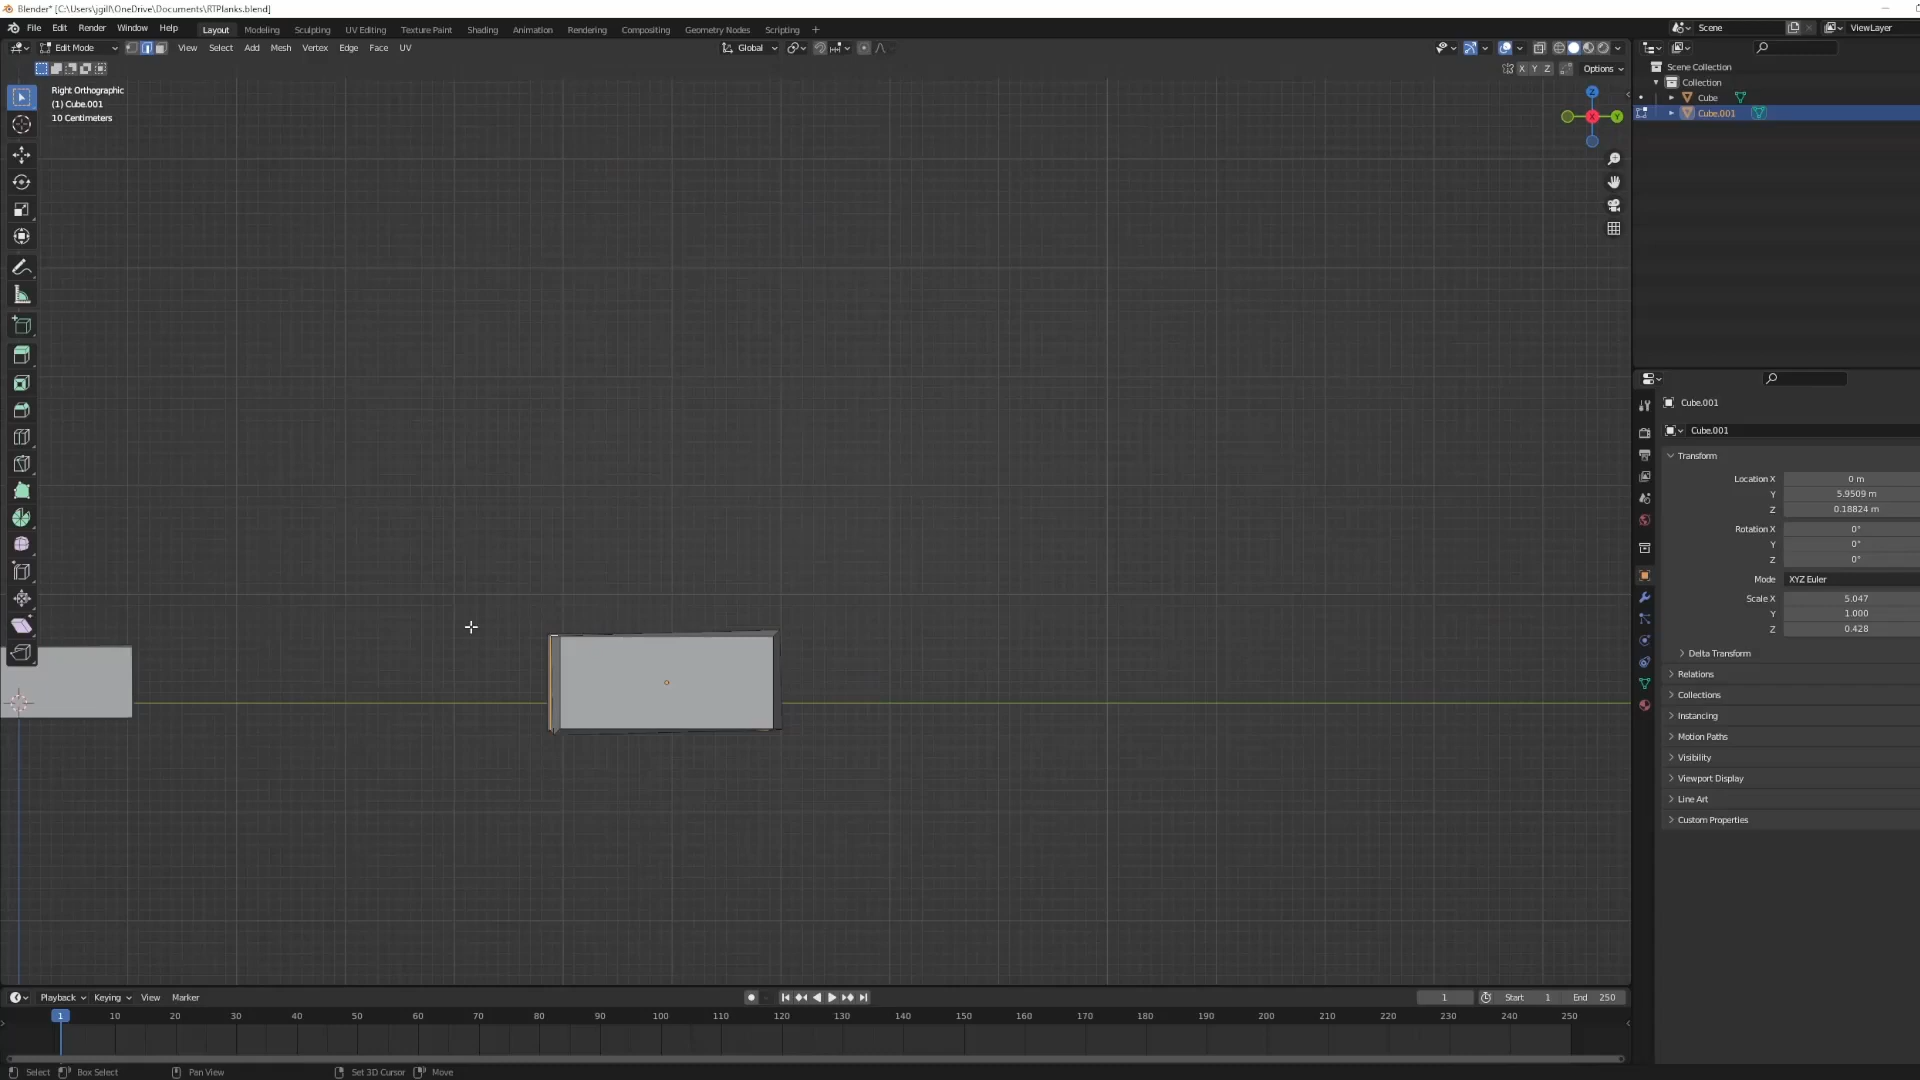 Blender* [C:\Users\jgill\OneDrive\Documents\RTPlanks.blend]
File Edit Render Window Help Layout Modeling Sculpting UV Editing Texture Paint Shading Animation Rendering Compositing Geometry Nodes Scripting + Scene ViewLayer
Edit Mode View Select Add Mesh Vertex Edge Face UV Global
X Y Z Options
Right Orthographic
(1) Cube.001
10 Centimeters
Z
X
Y
Scene Collection
Collection
Cube
Cube.001
Cube.001
Cube.001
Transform
Location X 0 m
Y 5.9509 m
Z 0.18824 m
Rotation X 0°
Y 0°
Z 0°
Mode XYZ Euler
Scale X 5.047
Y 1.000
Z 0.428
Delta Transform
Relations
Collections
Instancing
Motion Paths
Visibility
Viewport Display
Line Art
Custom Properties
Playback Keying View Marker 1 Start 1 End 250
1 10 20 30 40 50 60 70 80 90 100 110 120 130 140 150 160 170 180 190 200 210 220 230 240 250
Select Box Select Pan View Set 3D Cursor Move